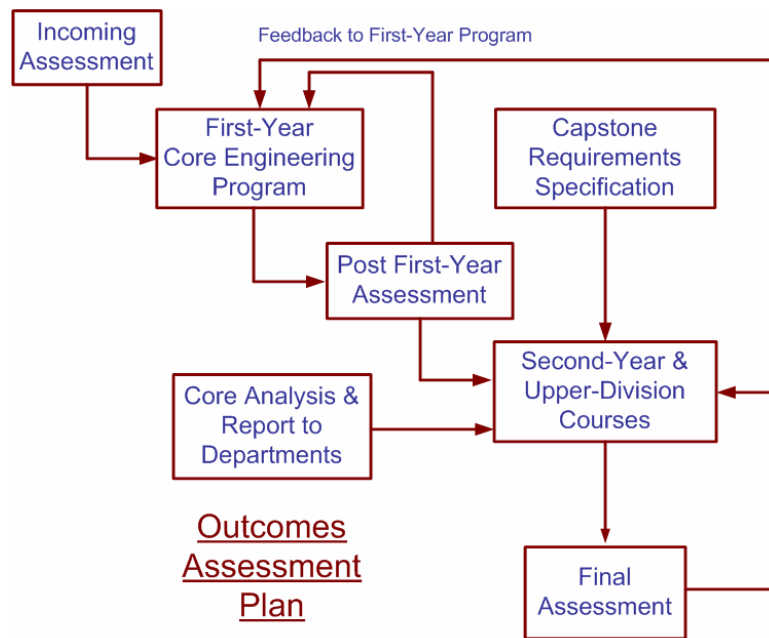 Incoming
Assessment
Feedback to First-Year Program
First-Year
Core Engineering
Program
Capstone
Requirements
Specification
Post First-Year
Assessment
Second-Year &
Upper-Division
Courses
Core Analysis &
Report to
Departments
Outcomes
Assessment
Plan
Final
Assessment